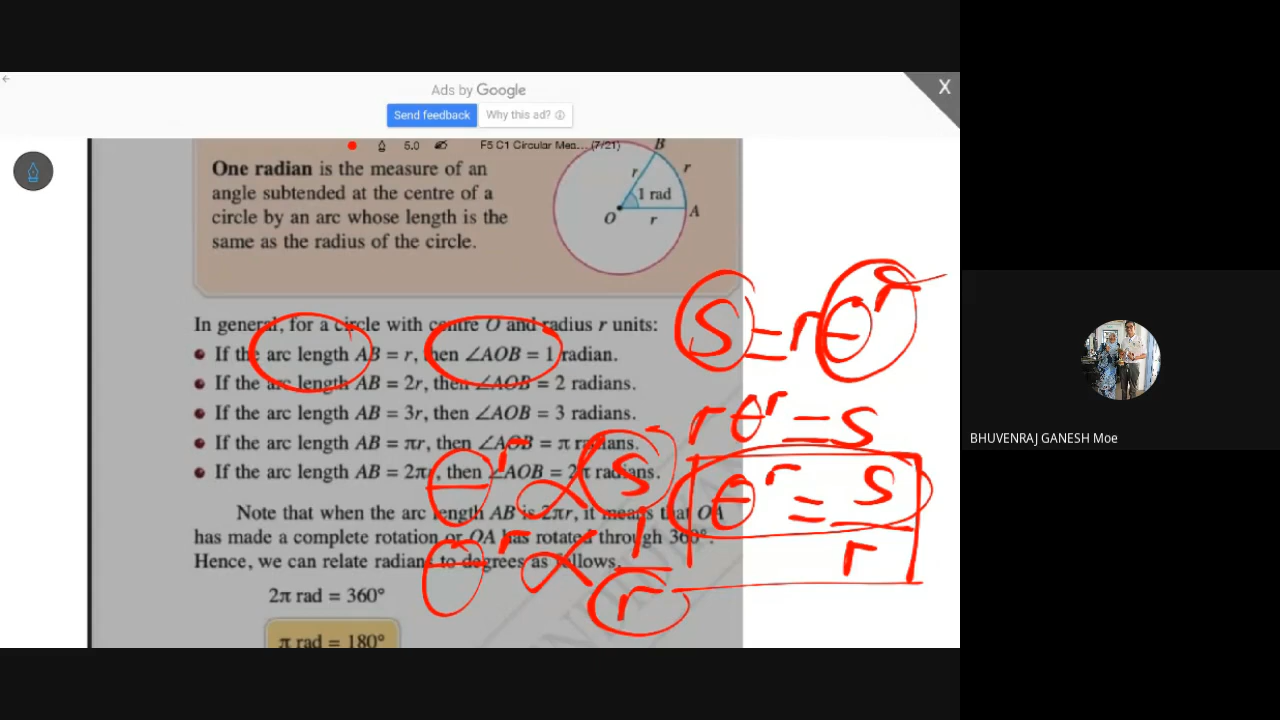 Ads by Google
Send feedback
Why this ad?
X
5.0
F5 C1 Circular Mea... (7/21)
One radian is the measure of an
angle subtended at the centre of a
circle by an arc whose length is the
same as the radius of the circle.
B
r
r
1 rad
O
r
A
In general, for a circle with centre O and radius r units:
• If the arc length AB = r, then ∠AOB = 1 radian.
• If the arc length AB = 2r, then ∠AOB = 2 radians.
• If the arc length AB = 3r, then ∠AOB = 3 radians.
• If the arc length AB = πr, then ∠AOB = π radians.
• If the arc length AB = 2πr, then ∠AOB = 2π radians.
Note that when the arc length AB is 2πr, it means that OA
has made a complete rotation or OA has rotated through 360°.
Hence, we can relate radians to degrees as follows.
2π rad = 360°
π rad = 180°
S = rθʳ
rθʳ = S
θʳ = S/r
θʳ ∝ S
θʳ ∝ 1/r
BHUVENRAJ GANESH Moe